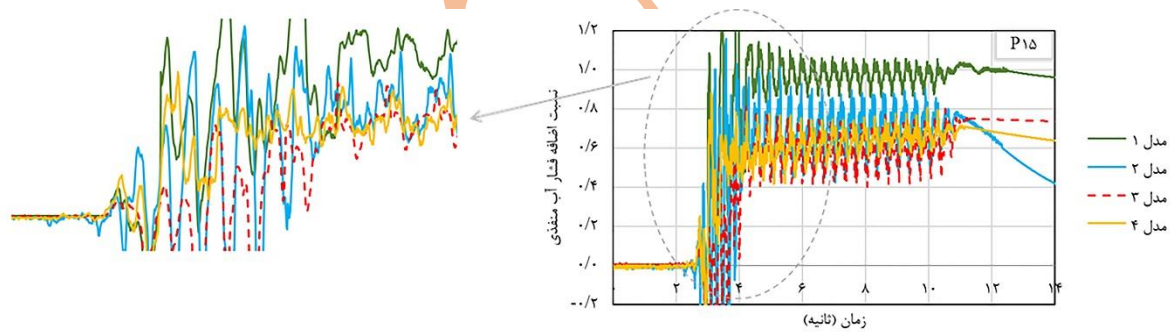 P۱۵
نسبت اضافه فشار آب منفذی
۱/۲
۱/۰
۰/۸
۰/۶
۰/۴
۰/۲
۰/۰
-۰/۲
۰
۲
۴
۶
۸
۱۰
۱۲
۱۴
زمان (ثانیه)
مدل ۱
مدل ۲
مدل ۳
مدل ۴